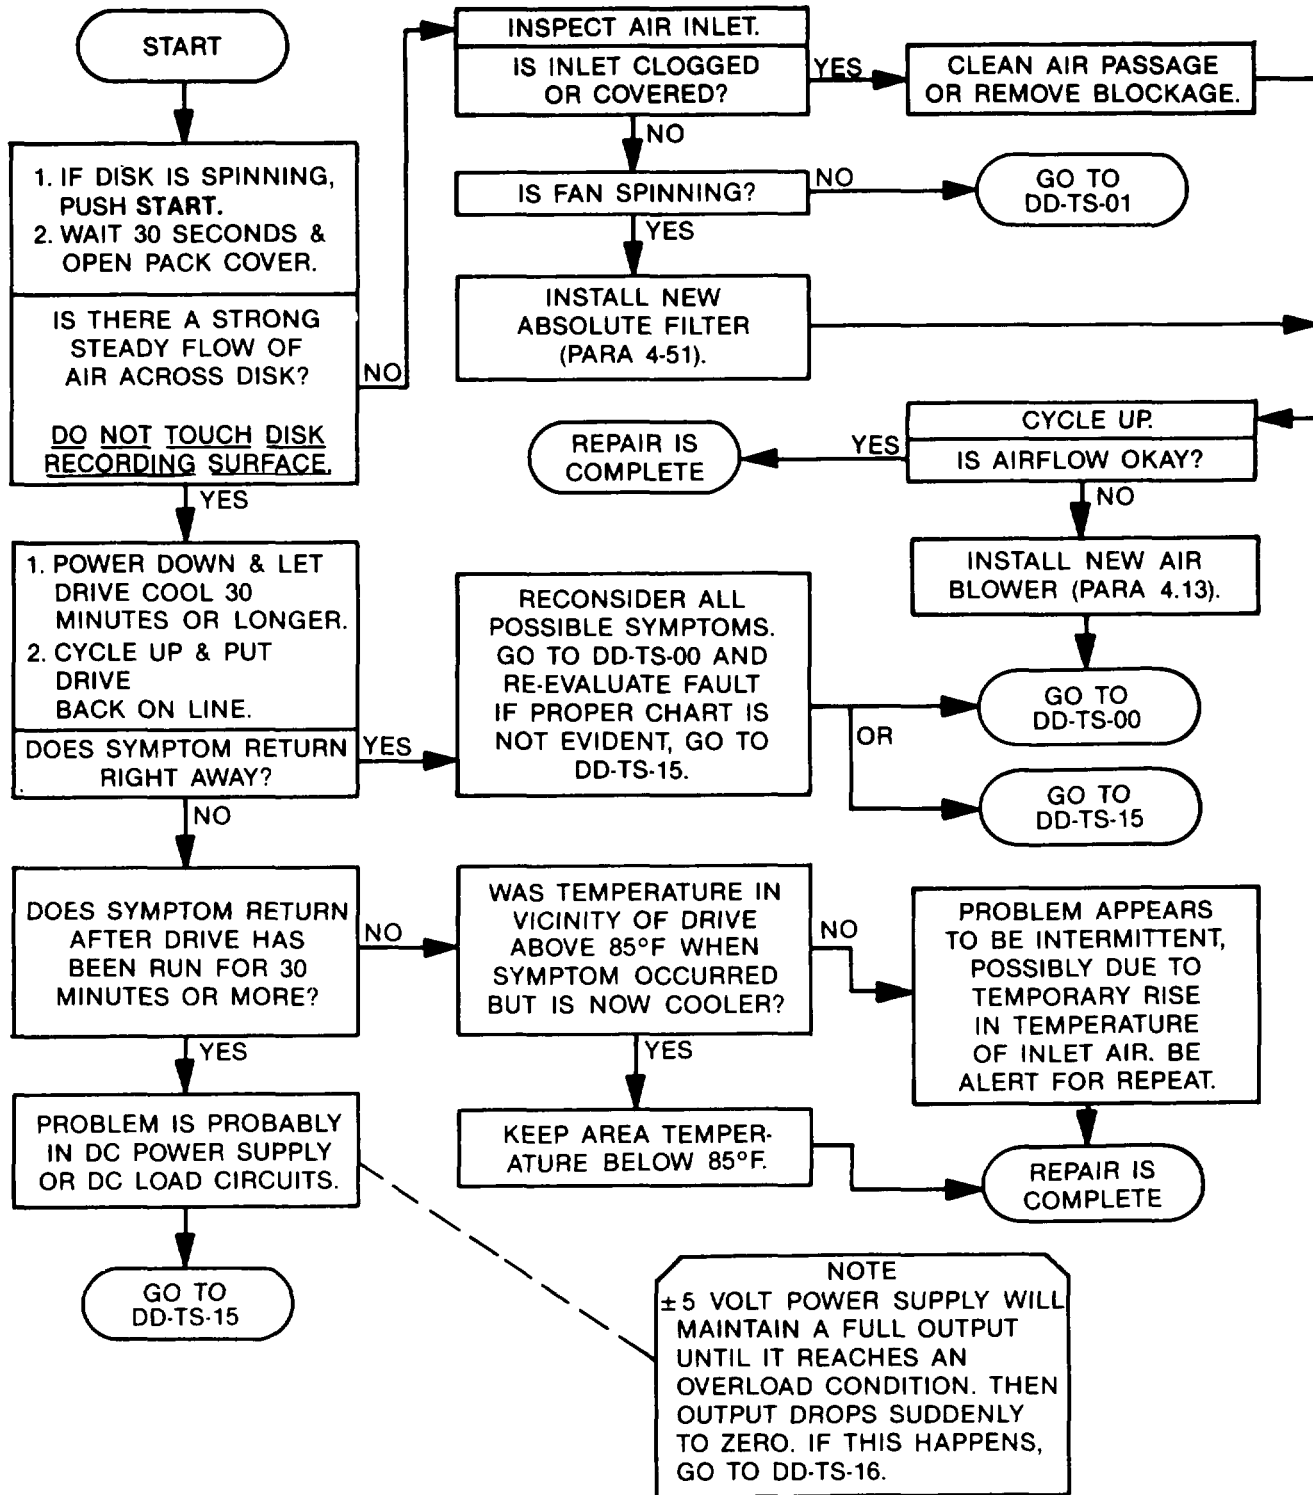 START
1. IF DISK IS SPINNING,
PUSH START.
2. WAIT 30 SECONDS &
OPEN PACK COVER.
IS THERE A STRONG
STEADY FLOW OF
AIR ACROSS DISK?
DO NOT TOUCH DISK
RECORDING SURFACE.
NO
YES
INSPECT AIR INLET.
IS INLET CLOGGED
OR COVERED?
YES
CLEAN AIR PASSAGE
OR REMOVE BLOCKAGE.
NO
IS FAN SPINNING?
NO
GO TO
DD-TS-01
YES
INSTALL NEW
ABSOLUTE FILTER
(PARA 4-51).
CYCLE UP.
IS AIRFLOW OKAY?
YES
REPAIR IS
COMPLETE
NO
INSTALL NEW AIR
BLOWER (PARA 4.13).
GO TO
DD-TS-00
1. POWER DOWN & LET
DRIVE COOL 30
MINUTES OR LONGER.
2. CYCLE UP & PUT
DRIVE
BACK ON LINE.
DOES SYMPTOM RETURN
RIGHT AWAY?
YES
RECONSIDER ALL
POSSIBLE SYMPTOMS.
GO TO DD-TS-00 AND
RE-EVALUATE FAULT
IF PROPER CHART IS
NOT EVIDENT, GO TO
DD-TS-15.
OR
GO TO
DD-TS-15
NO
DOES SYMPTOM RETURN
AFTER DRIVE HAS
BEEN RUN FOR 30
MINUTES OR MORE?
NO
WAS TEMPERATURE IN
VICINITY OF DRIVE
ABOVE 85°F WHEN
SYMPTOM OCCURRED
BUT IS NOW COOLER?
NO
PROBLEM APPEARS
TO BE INTERMITTENT,
POSSIBLY DUE TO
TEMPORARY RISE
IN TEMPERATURE
OF INLET AIR. BE
ALERT FOR REPEAT.
YES
KEEP AREA TEMPER-
ATURE BELOW 85°F.
REPAIR IS
COMPLETE
YES
PROBLEM IS PROBABLY
IN DC POWER SUPPLY
OR DC LOAD CIRCUITS.
GO TO
DD-TS-15
NOTE
±5 VOLT POWER SUPPLY WILL
MAINTAIN A FULL OUTPUT
UNTIL IT REACHES AN
OVERLOAD CONDITION. THEN
OUTPUT DROPS SUDDENLY
TO ZERO. IF THIS HAPPENS,
GO TO DD-TS-16.